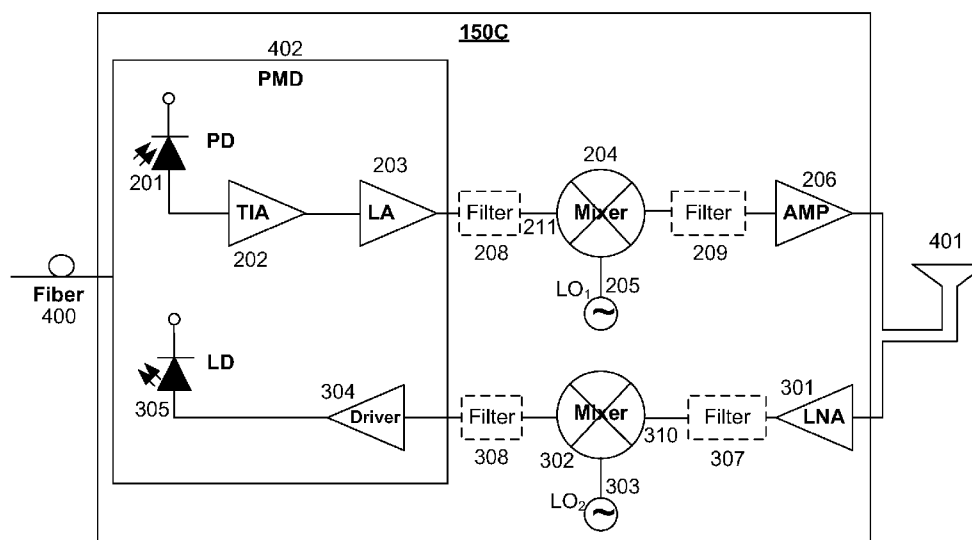 150C
402
PMD
PD
201
TIA
202
203
LA
Filter
208
211
204
Mixer
205
LO₁
~
Filter
209
206
AMP
401
Fiber
400
LD
305
304
Driver
Filter
308
302
Mixer
310
303
LO₂
~
Filter
307
301
LNA